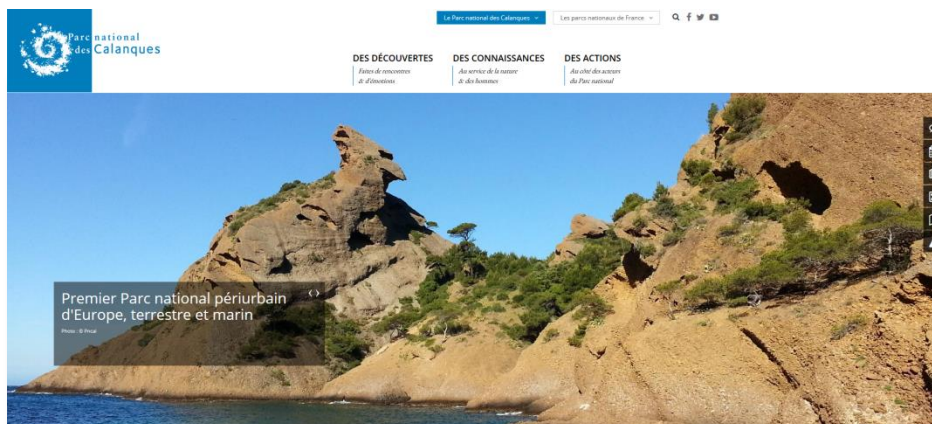 Le Parc national des Calanques
Les parcs nationaux de France
Parc national
des Calanques
DES DÉCOUVERTES
Faites de rencontres
& d'émotions
DES CONNAISSANCES
Au service de la nature
& des hommes
DES ACTIONS
Au côté des acteurs
du Parc national
Premier Parc national périurbain
d'Europe, terrestre et marin
Photo : ©